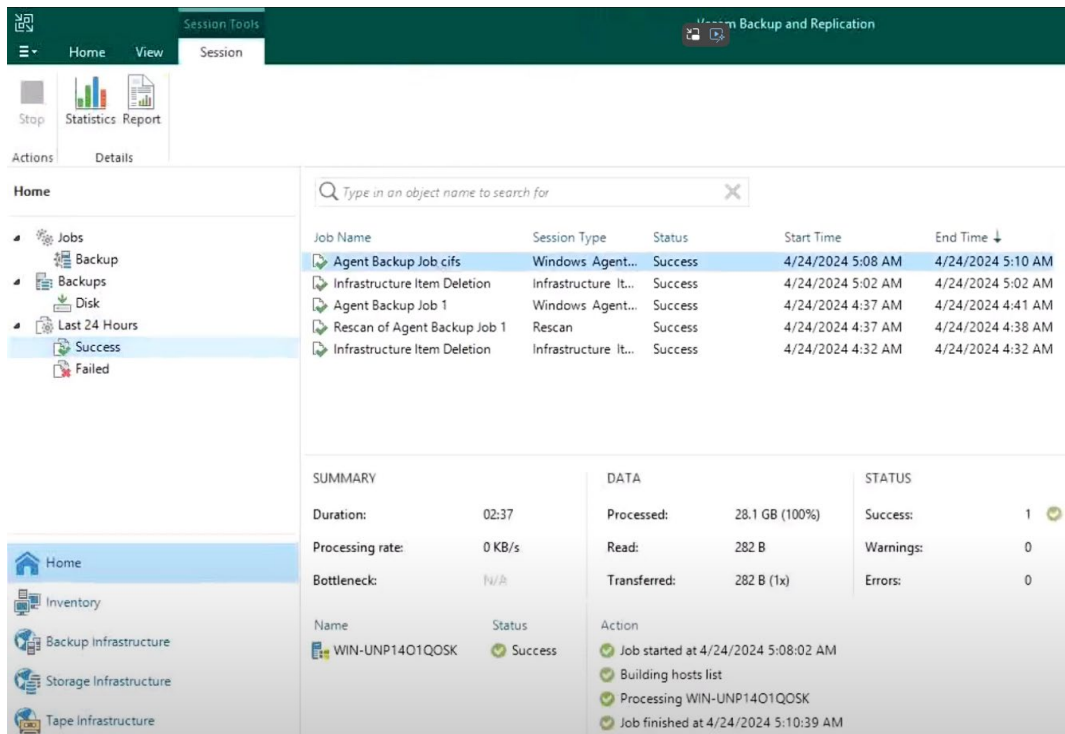 Session Tools
Backup and Replication
Home View Session
Stop Statistics Report
Actions Details
Home
Type in an object name to search for
Jobs
Backup
Backups
Disk
Last 24 Hours
Success
Failed
Job Name Session Type Status Start Time End Time
Agent Backup Job cifs Windows Agent... Success 4/24/2024 5:08 AM 4/24/2024 5:10 AM
Infrastructure Item Deletion Infrastructure It... Success 4/24/2024 5:02 AM 4/24/2024 5:02 AM
Agent Backup Job 1 Windows Agent... Success 4/24/2024 4:37 AM 4/24/2024 4:41 AM
Rescan of Agent Backup Job 1 Rescan Success 4/24/2024 4:37 AM 4/24/2024 4:38 AM
Infrastructure Item Deletion Infrastructure It... Success 4/24/2024 4:32 AM 4/24/2024 4:32 AM
SUMMARY DATA STATUS
Duration: 02:37 Processed: 28.1 GB (100%) Success: 1
Processing rate: 0 KB/s Read: 282 B Warnings: 0
Bottleneck: N/A Transferred: 282 B (1x) Errors: 0
Name Status Action
WIN-UNP14O1QOSK Success Job started at 4/24/2024 5:08:02 AM
Building hosts list
Processing WIN-UNP14O1QOSK
Job finished at 4/24/2024 5:10:39 AM
Home
Inventory
Backup Infrastructure
Storage Infrastructure
Tape Infrastructure